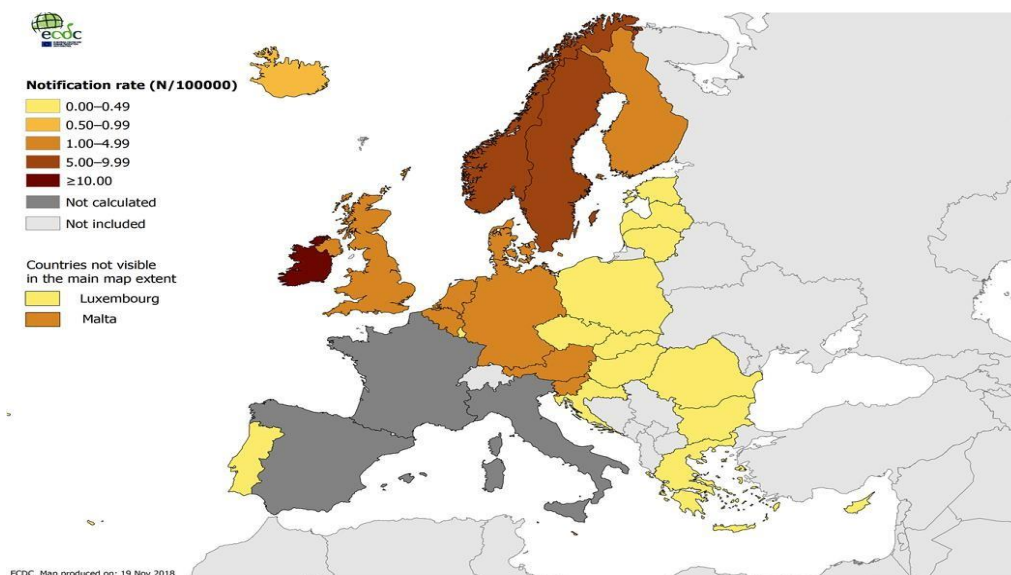 ecdc
Notification rate (N/100000)
0.00–0.49
0.50–0.99
1.00–4.99
5.00–9.99
≥10.00
Not calculated
Not included
Countries not visible
in the main map extent
Luxembourg
Malta
ECDC. Map produced on: 19 Nov 2018